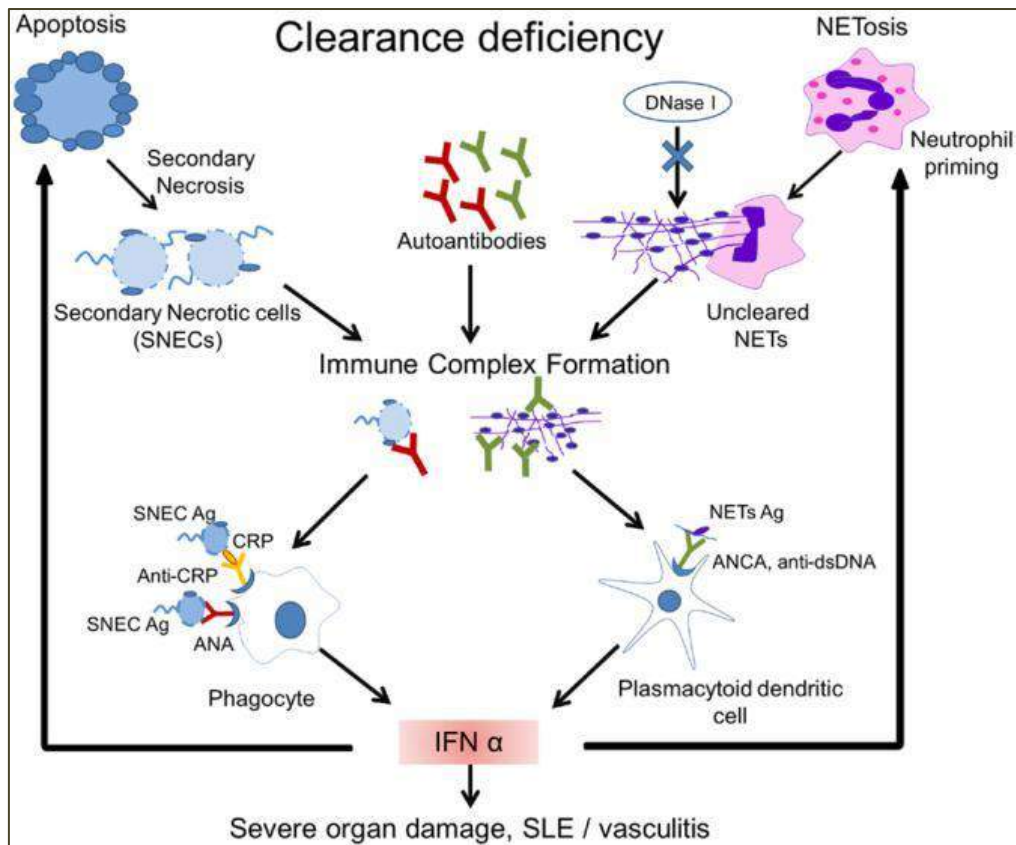 Apoptosis
Clearance deficiency
NETosis
DNase I
Neutrophil
priming
Secondary
Necrosis
Autoantibodies
Secondary Necrotic cells
(SNECs)
Uncleared
NETs
Immune Complex Formation
SNEC Ag
CRP
Anti-CRP
SNEC Ag
ANA
Phagocyte
NETs Ag
ANCA, anti-dsDNA
Plasmacytoid dendritic
cell
IFN α
Severe organ damage, SLE / vasculitis